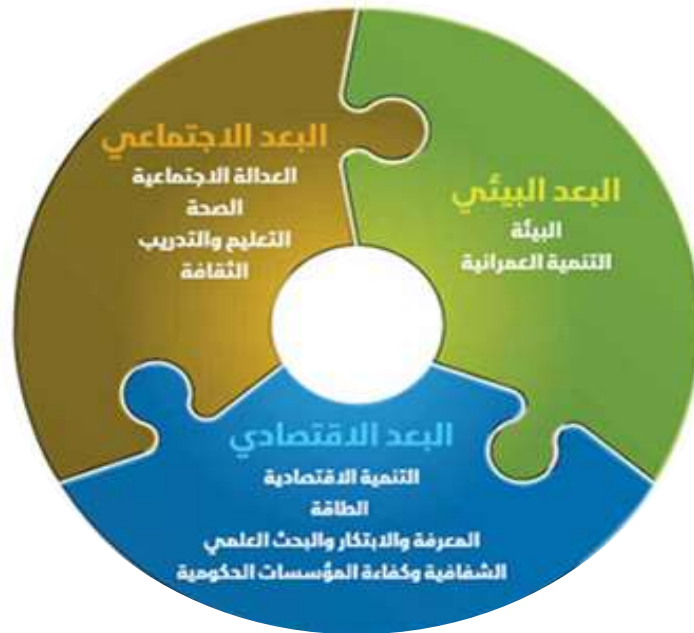 البعد البيئي
البيئة
التنمية العمرانية
البعد الاجتماعي
العدالة الاجتماعية
الصحة
التعليم والتدريب
الثقافة
البعد الاقتصادي
التنمية الاقتصادية
الطاقة
المعرفة والابتكار والبحث العلمي
الشفافية وكفاءة المؤسسات الحكومية